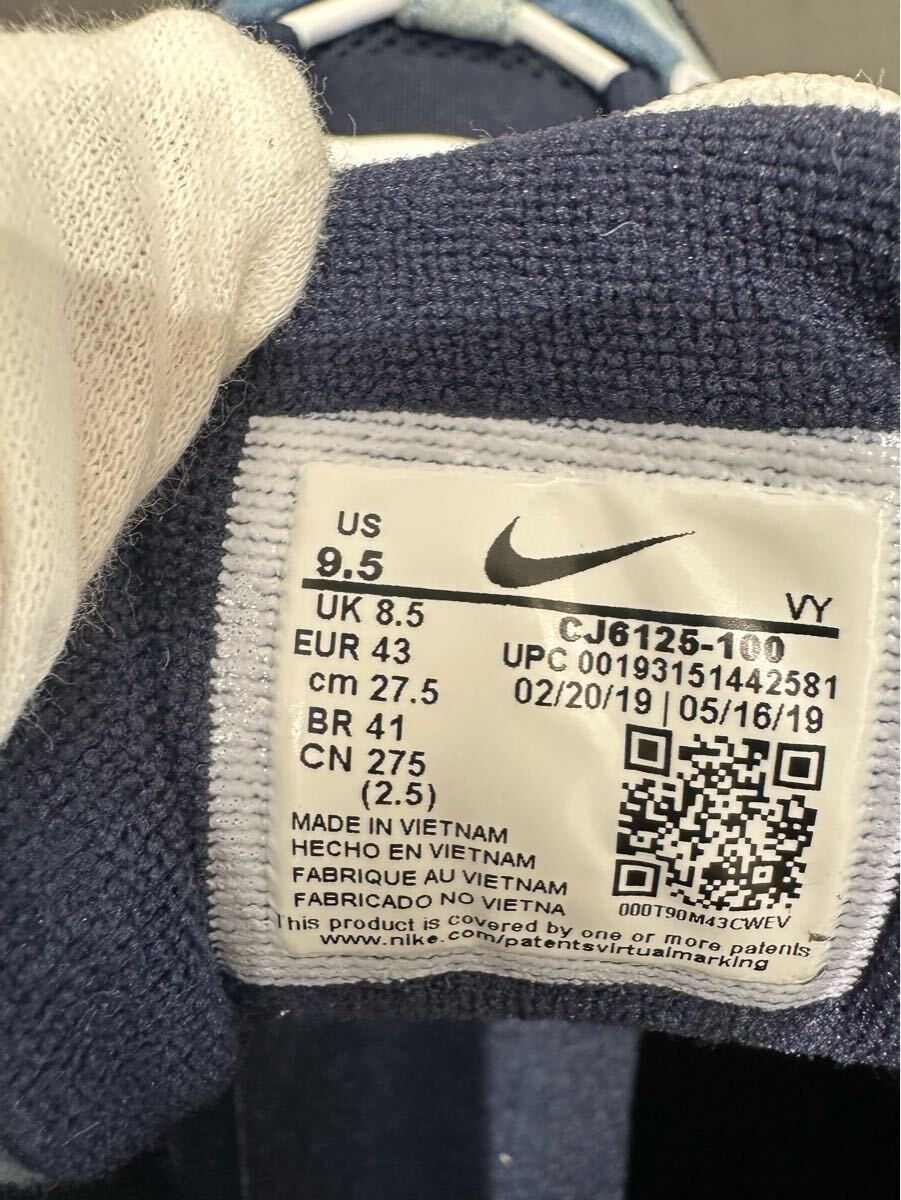 US
9.5
VY
UK 8.5
CJ6125-100
EUR 43
UPC 00193151442581
cm 27.5
02/20/19 | 05/16/19
BR 41
CN 275
(2.5)
MADE IN VIETNAM
HECHO EN VIETNAM
FABRIQUE AU VIETNAM
FABRICADO NO VIETNA
000T90M43CWEV
This product is covered by one or more patents
www.nike.com/patentsvirtualmarking